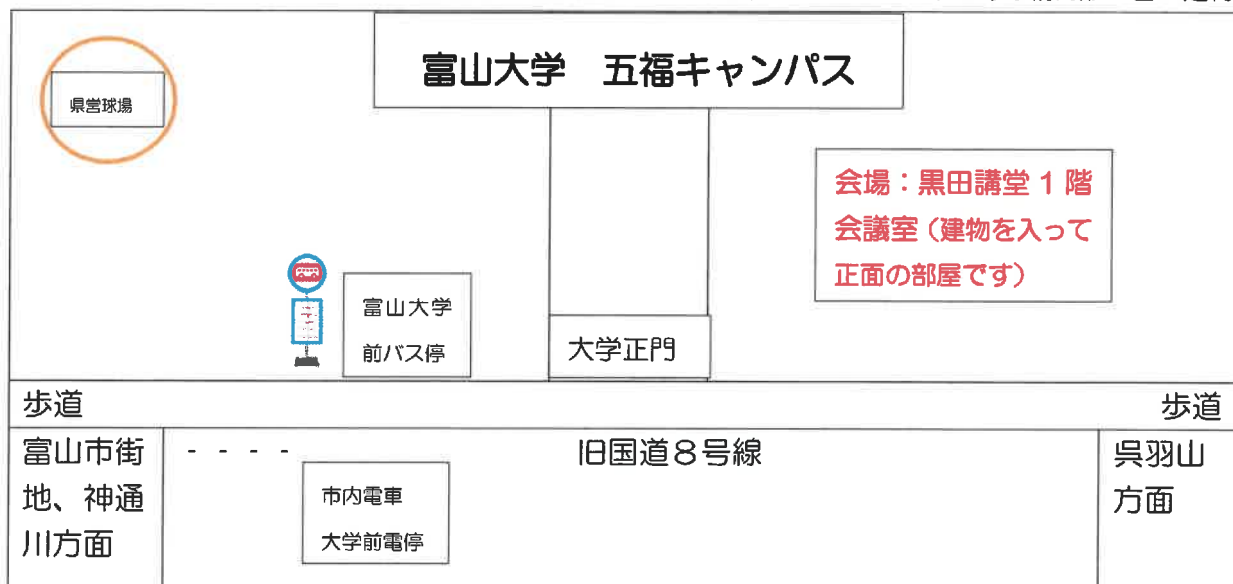 富山大学　五福キャンパス
県営球場
会場：黒田講堂 1 階
会議室（建物を入って
正面の部屋です）
富山大学
前バス停
大学正門
歩道
歩道
富山市街
地、神通
川方面
- - - -
旧国道８号線
呉羽山
方面
市内電車
大学前電停